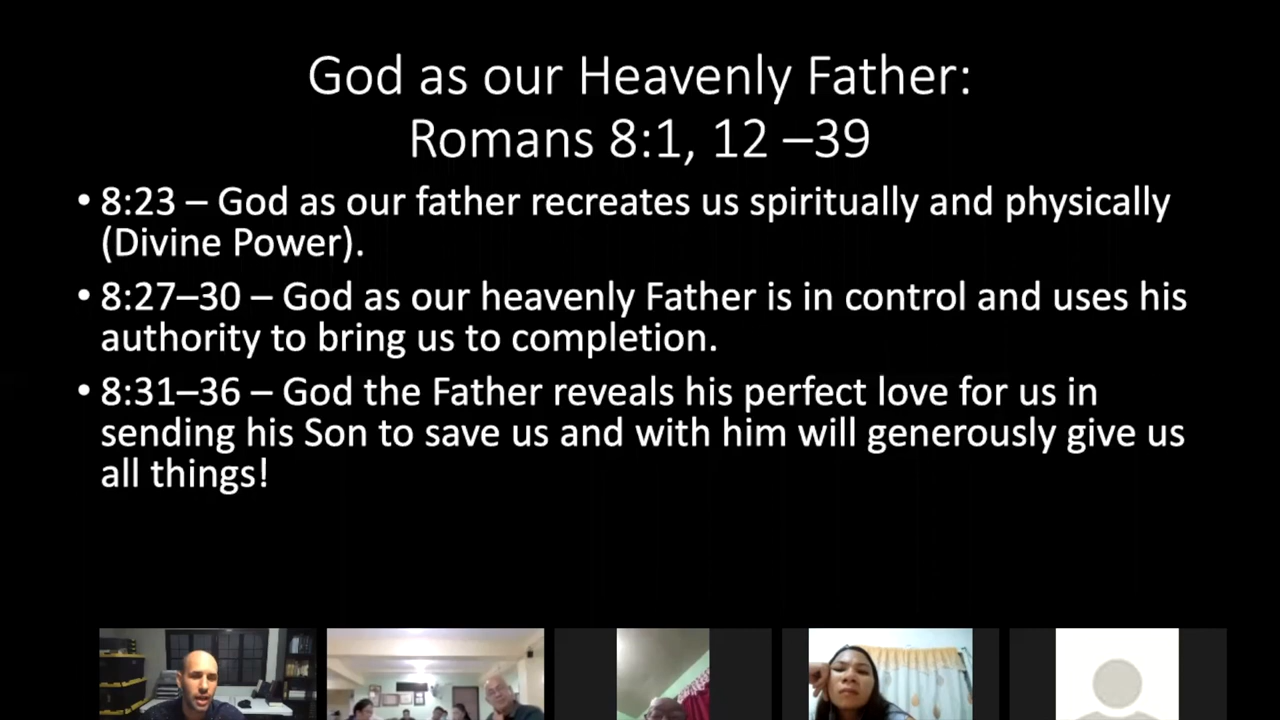 God as our Heavenly Father:
Romans 8:1, 12 –39
• 8:23 – God as our father recreates us spiritually and physically
(Divine Power).
• 8:27–30 – God as our heavenly Father is in control and uses his
authority to bring us to completion.
• 8:31–36 – God the Father reveals his perfect love for us in
sending his Son to save us and with him will generously give us
all things!